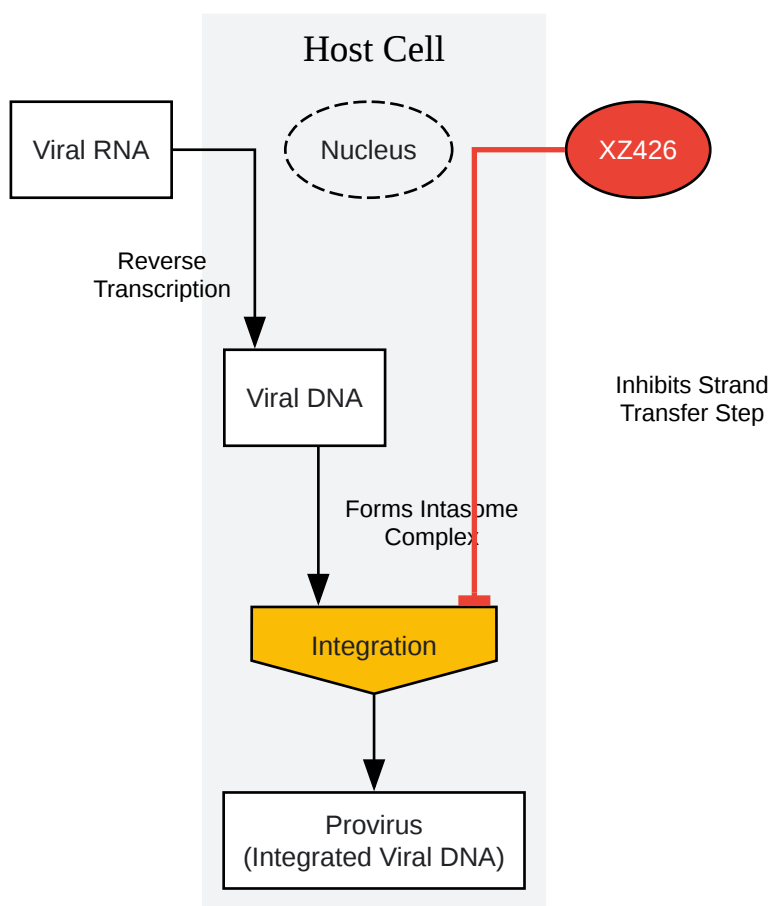 Host Cell
Viral RNA
Nucleus
XZ426
Reverse
Transcription
Viral DNA
Inhibits Strand
Transfer Step
Forms Intasome
Complex
Integration
Provirus
(Integrated Viral DNA)